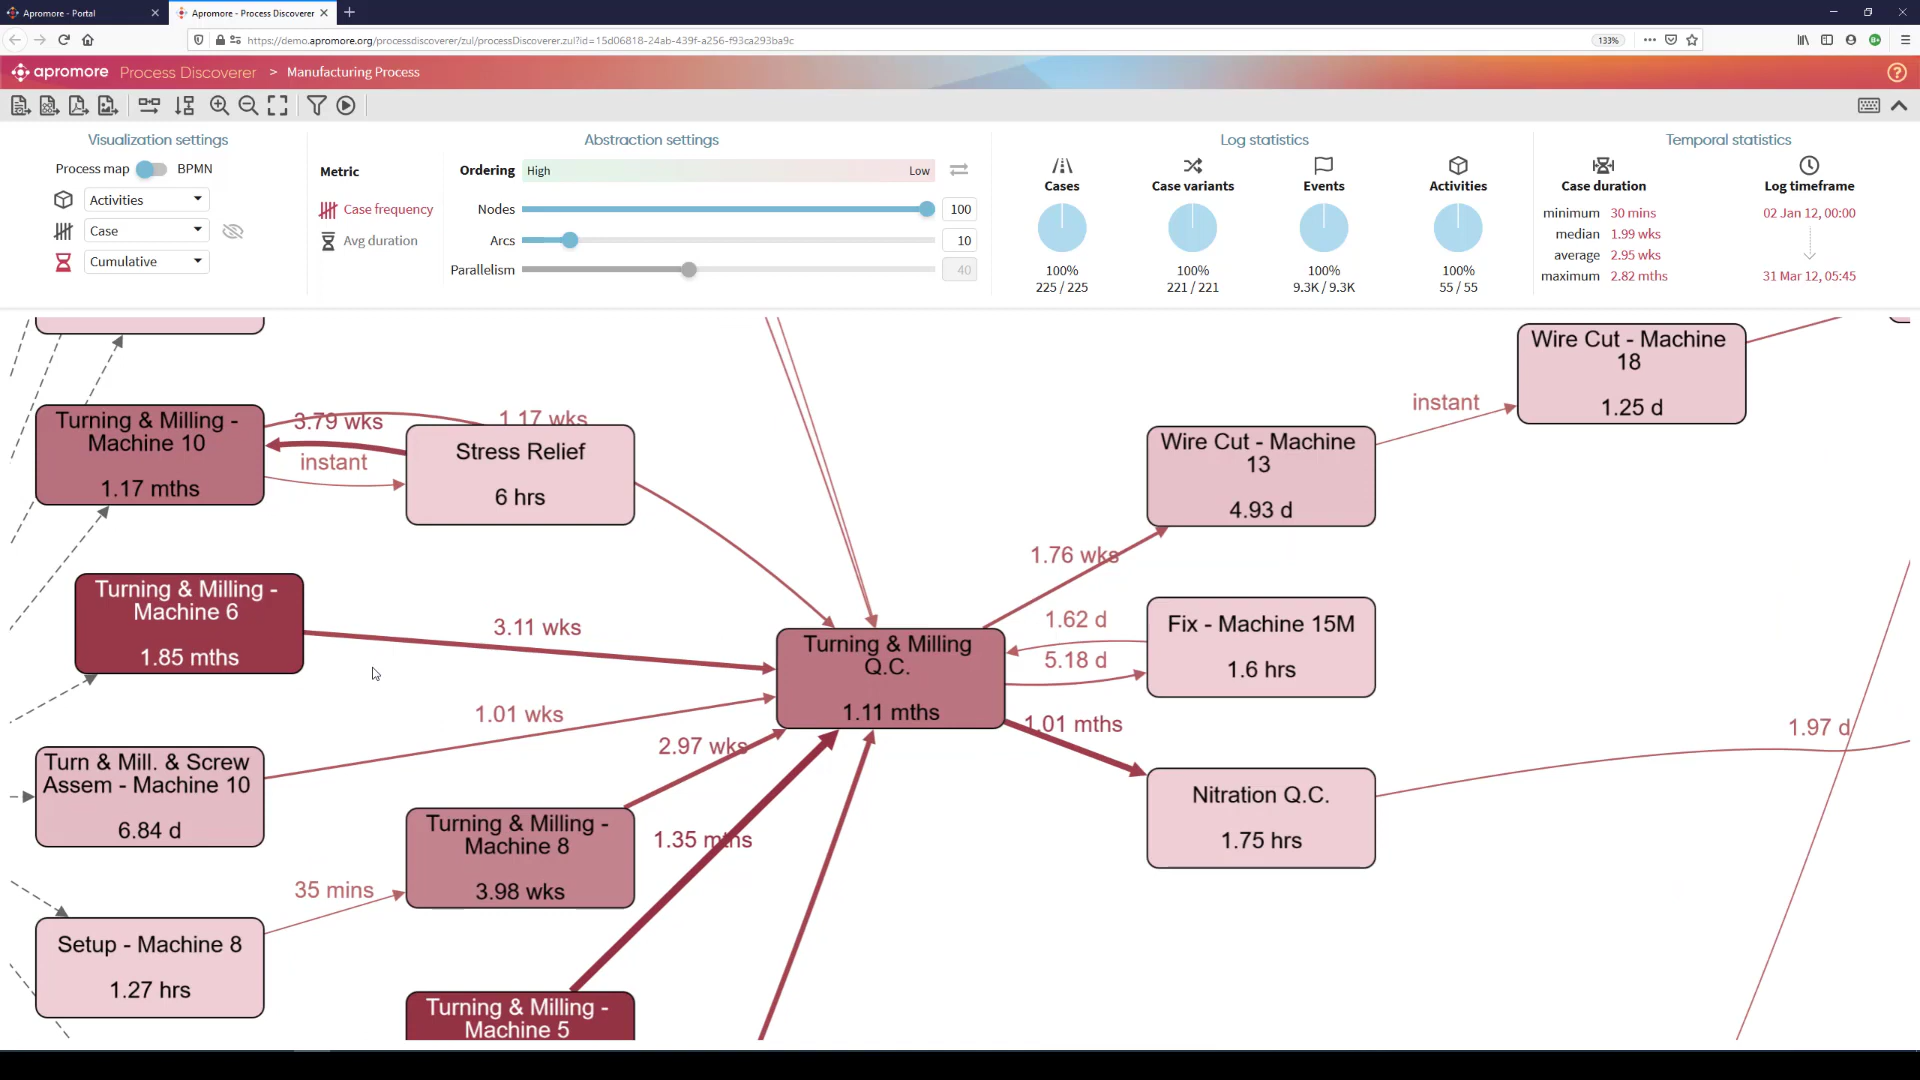 Apromore - Portal
Apromore - Process Discoverer
https://demo.apromore.org/processdiscoverer/zul/processDiscoverer.zul?id=15d06818-24ab-439f-a256-f93ca293ba9c
133%
apromore Process Discoverer > Manufacturing Process
Visualization settings
Process map BPMN
Activities
Case
Cumulative
Abstraction settings
Metric
Case frequency
Avg duration
Ordering High Low
Nodes 100
Arcs 10
Parallelism 40
Log statistics
Cases Case variants Events Activities
100% 100% 100% 100%
225 / 225 221 / 221 9.3K / 9.3K 55 / 55
Temporal statistics
Case duration Log timeframe
minimum 30 mins 02 Jan 12, 00:00
median 1.99 wks
average 2.95 wks
maximum 2.82 mths 31 Mar 12, 05:45
Wire Cut - Machine
18
1.25 d
instant
Turning & Milling -
Machine 10
1.17 mths
3.79 wks
1.17 wks
instant
Stress Relief
6 hrs
Wire Cut - Machine
13
4.93 d
1.76 wks
Turning & Milling -
Machine 6
1.85 mths
3.11 wks
Turning & Milling
Q.C.
1.11 mths
1.62 d
5.18 d
Fix - Machine 15M
1.6 hrs
1.01 wks
1.01 mths
1.97 d
Turn & Mill. & Screw
Assem - Machine 10
6.84 d
2.97 wks
Nitration Q.C.
1.75 hrs
Turning & Milling -
Machine 8
3.98 wks
1.35 mths
35 mins
Setup - Machine 8
1.27 hrs
Turning & Milling -
Machine 5